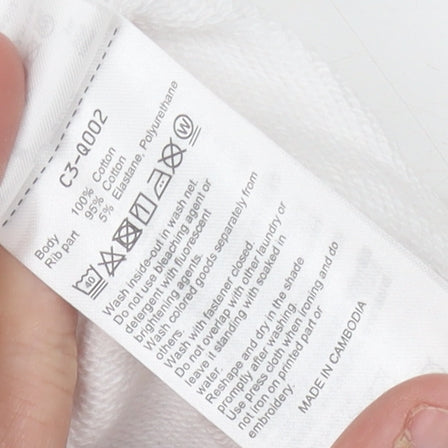 C3-Q002
Body 100% Cotton
Rib part 95% Cotton
5% Elastane, Polyurethane
40 W
Wash inside-out in wash net.
Do not use bleaching agent or
detergent with fluorescent
brightening agents.
Wash colored goods separately from
others.
Wash with fastener closed.
Do not overlap with other laundry or
leave it standing with soaked in
water.
Reshape and dry in the shade
promptly after washing.
Use press cloth when ironing and do
not iron on printed part or
embroidery.
MADE IN CAMBODIA